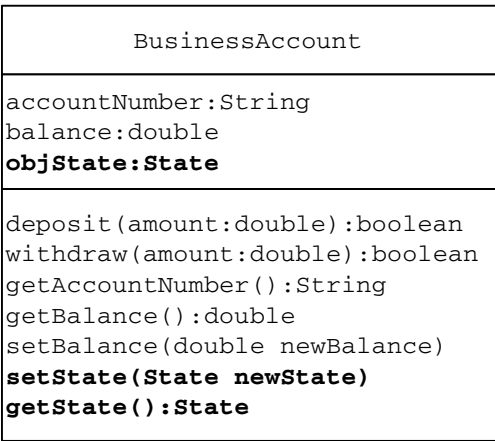 BusinessAccount
accountNumber:String
balance:double
objState:State
deposit(amount:double):boolean
withdraw(amount:double):boolean
getAccountNumber():String
getBalance():double
setBalance(double newBalance)
setState(State newState)
getState():State